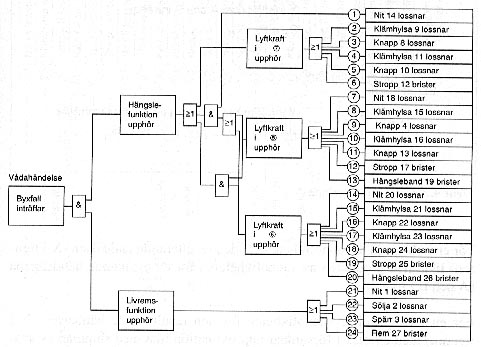 Vådahändelse
Byxfall
inträffar
&
Hängsle-
funktion
upphör
≥1
&
≥1
&
Lyftkraft
i
upphör
≥1
Lyftkraft
i
upphör
≥1
Lyftkraft
i
upphör
≥1
Livrems-
funktion
upphör
≥1
1 Nit 14 lossnar
2 Klämhylsa 9 lossnar
3 Knapp 8 lossnar
4 Klämhylsa 11 lossnar
5 Knapp 10 lossnar
6 Stropp 12 brister
7 Nit 18 lossnar
8 Klämhylsa 15 lossnar
9 Knapp 4 lossnar
10 Klämhylsa 16 lossnar
11 Knapp 13 lossnar
12 Stropp 17 brister
13 Hängsleband 19 brister
14 Nit 20 lossnar
15 Klämhylsa 21 lossnar
16 Knapp 22 lossnar
17 Klämhylsa 23 lossnar
18 Knapp 24 lossnar
19 Stropp 25 brister
20 Hängsleband 26 brister
21 Nit 1 lossnar
22 Sölja 2 lossnar
23 Spärr 3 lossnar
24 Rem 27 brister